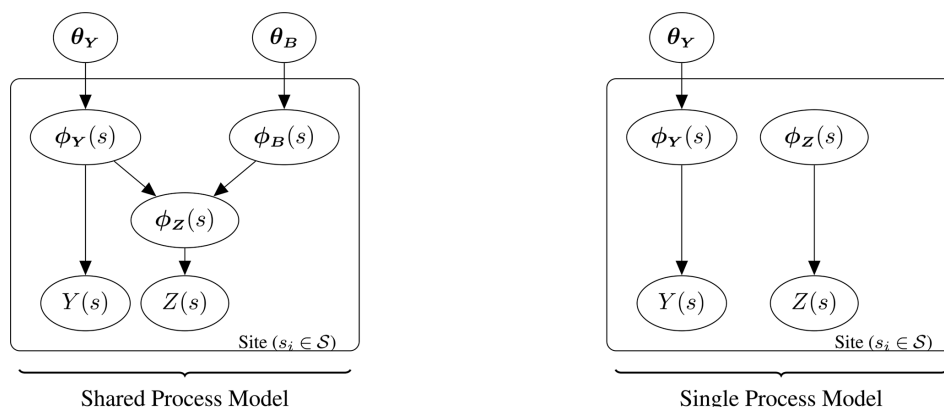 θ_Y θ_B θ_Y
ϕ_Y(s) ϕ_B(s) ϕ_Y(s) ϕ_Z(s)
ϕ_Z(s)
Y(s) Z(s) Y(s) Z(s)
Site (s_i ∈ 𝒮) Site (s_i ∈ 𝒮)
Shared Process Model Single Process Model